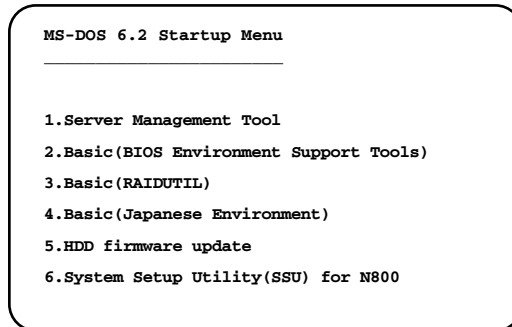 MS-DOS 6.2 Startup Menu
1.Server Management Tool
2.Basic(BIOS Environment Support Tools)
3.Basic(RAIDUTIL)
4.Basic(Japanese Environment)
5.HDD firmware update
6.System Setup Utility(SSU) for N800